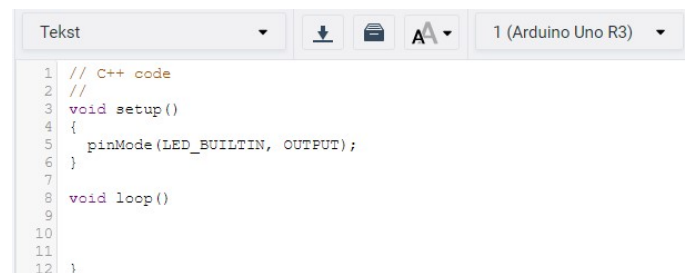 Tekst 1 (Arduino Uno R3)
1 // C++ code
2 //
3 void setup()
4 {
5   pinMode(LED_BUILTIN, OUTPUT);
6 }
7
8 void loop()
9
10
11
12 }